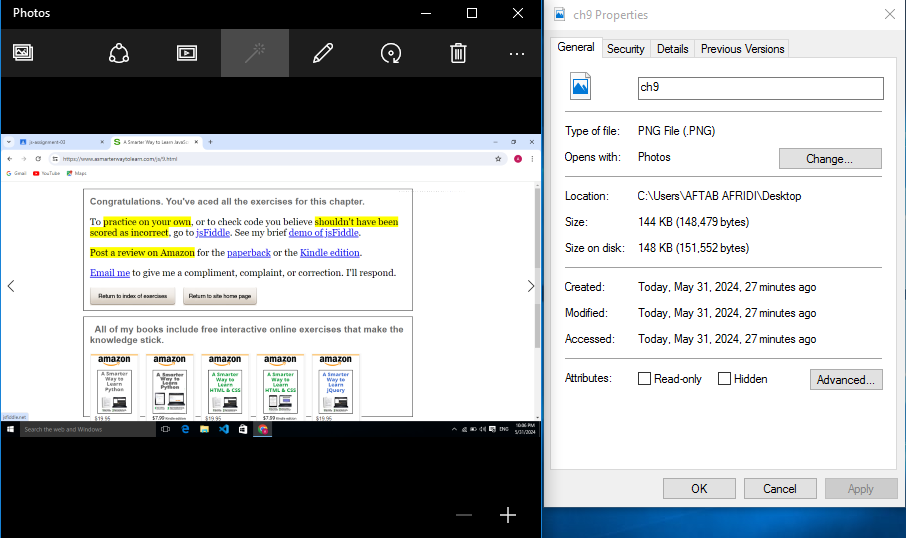 Photos
js-assignment-03
A Smarter Way to Learn JavaS
https://www.asmarterwaytolearn.com/js/9.html
Gmail YouTube Maps
Congratulations. You've aced all the exercises for this chapter.
To practice on your own, or to check code you believe shouldn't have been
scored as incorrect, go to jsFiddle. See my brief demo of jsFiddle.
Post a review on Amazon for the paperback or the Kindle edition.
Email me to give me a compliment, complaint, or correction. I'll respond.
Return to index of exercises Return to site home page
All of my books include free interactive online exercises that make the
knowledge stick.
amazon amazon amazon amazon amazon
A Smarter Way to Learn Python
A Smarter Way to Learn Python
A Smarter Way to Learn HTML & CSS
A Smarter Way to Learn HTML & CSS
A Smarter Way to Learn jQuery
$19.95 $7.99 Kindle edition $19.95 $7.99 Kindle edition $19.95
jsfiddle.net
Search the web and Windows
ENG
10:06 PM
5/31/2024
ch9 Properties
General Security Details Previous Versions
ch9
Type of file: PNG File (.PNG)
Opens with: Photos Change...
Location: C:\Users\AFTAB AFRIDI\Desktop
Size: 144 KB (148,479 bytes)
Size on disk: 148 KB (151,552 bytes)
Created: Today, May 31, 2024, 27 minutes ago
Modified: Today, May 31, 2024, 27 minutes ago
Accessed: Today, May 31, 2024, 27 minutes ago
Attributes: Read-only Hidden Advanced...
OK Cancel Apply